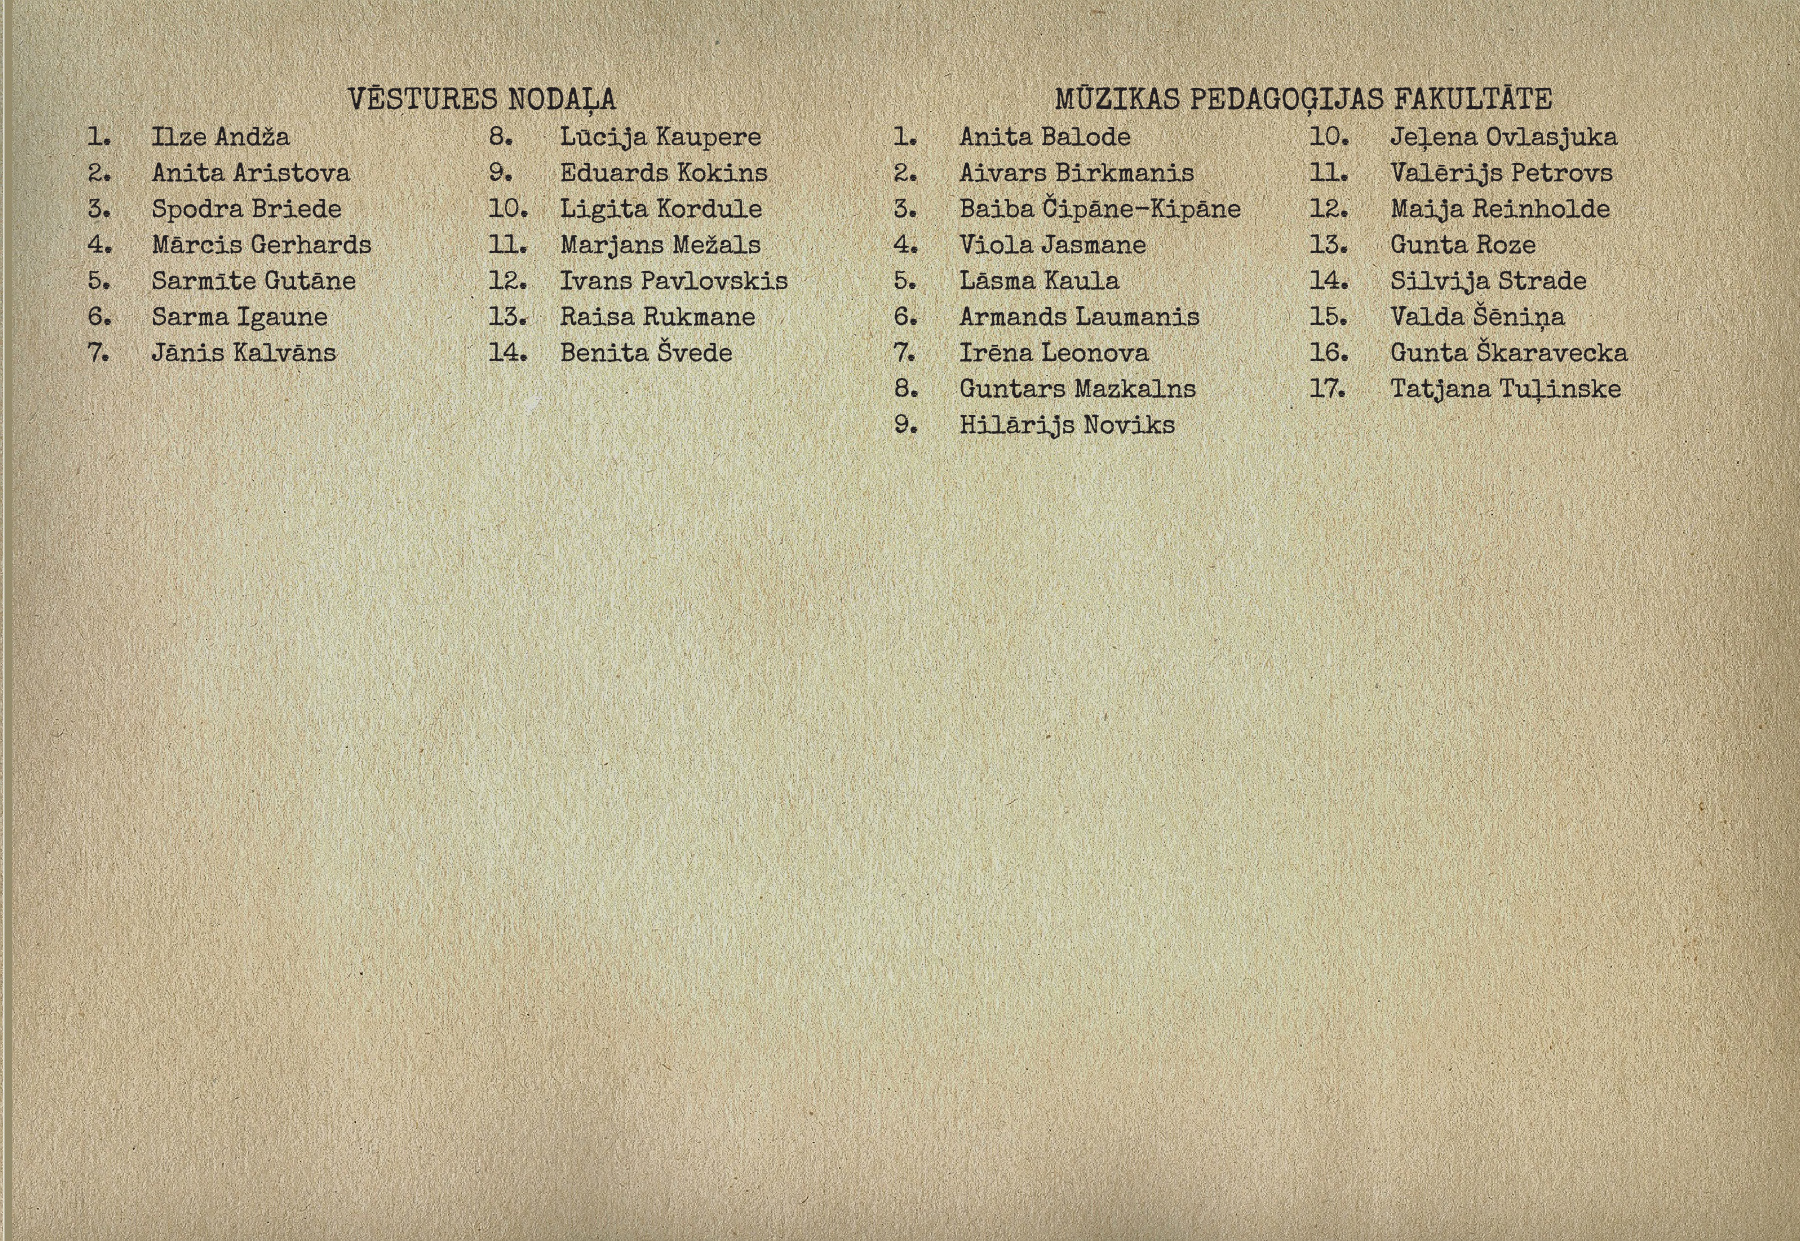 VĒSTURES NODAĻA
1. Ilze Andža
2. Anita Aristova
3. Spodra Briede
4. Mārcis Gerhards
5. Sarmīte Gutāne
6. Sarma Igaune
7. Jānis Kalvāns
8. Lūcija Kaupere
9. Eduards Kokins
10. Ligita Kordule
11. Marjans Mežals
12. Ivans Pavlovskis
13. Raisa Rukmane
14. Benita Švede
MŪZIKAS PEDAGOĢIJAS FAKULTĀTE
1. Anita Balode
2. Aivars Birkmanis
3. Baiba Čipāne-Kipāne
4. Viola Jasmane
5. Lāsma Kaula
6. Armands Laumanis
7. Irēna Leonova
8. Guntars Mazkalns
9. Hilārijs Noviks
10. Jeļena Ovlasjuka
11. Valērijs Petrovs
12. Maija Reinholde
13. Gunta Roze
14. Silvija Strade
15. Valda Šēniņa
16. Gunta Škaravecka
17. Tatjana Tuļinske